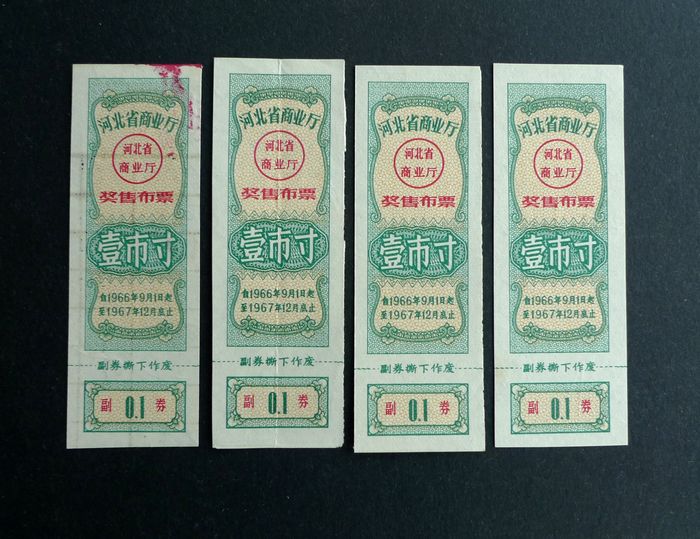 河北省商业厅
河北省
商业厅
奖售布票
壹市寸
自1966年9月1日起
至1967年12月底止
副券撕下作废
副 0.1 券
河北省商业厅
河北省
商业厅
奖售布票
壹市寸
自1966年9月1日起
至1967年12月底止
副券撕下作废
副 0.1 券
河北省商业厅
河北省
商业厅
奖售布票
壹市寸
自1966年9月1日起
至1967年12月底止
副券撕下作废
副 0.1 券
河北省商业厅
河北省
商业厅
奖售布票
壹市寸
自1966年9月1日起
至1967年12月底止
副券撕下作废
副 0.1 券